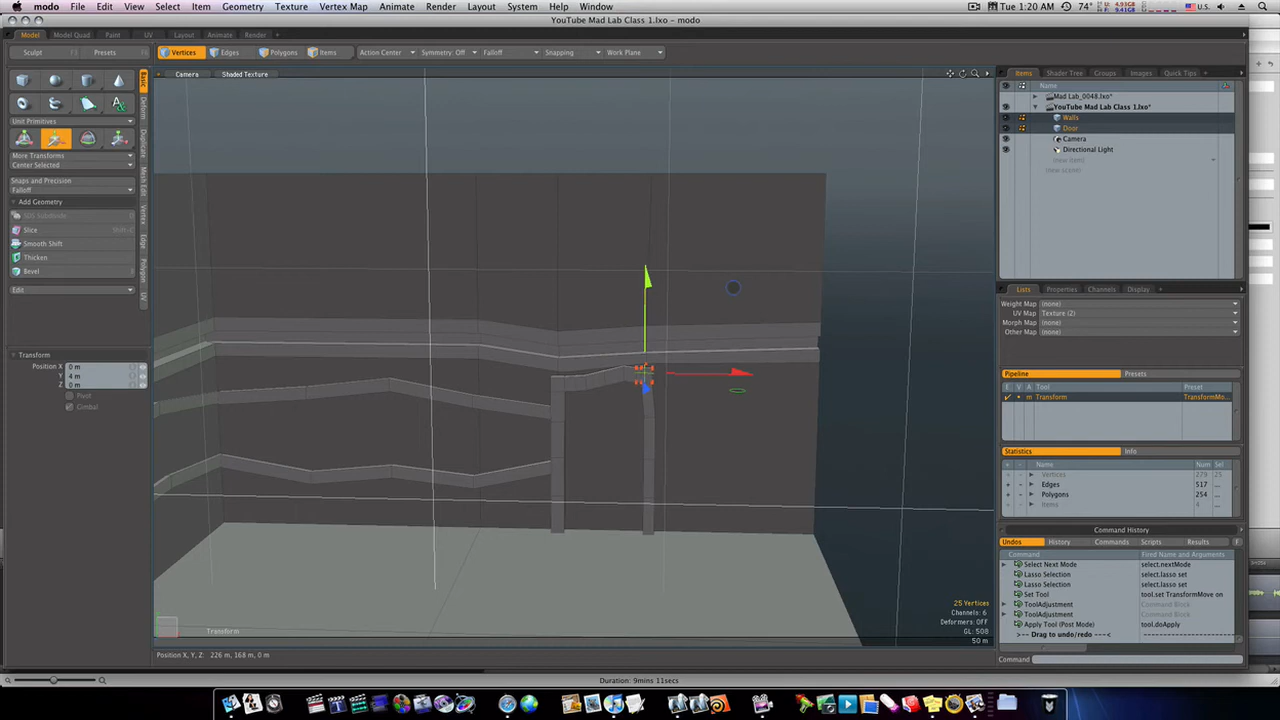 modo File Edit View Select Item Geometry Texture Vertex Map Animate Render Layout System Help Window
74° U.S. Tue 1:20 AM
YouTube Mad Lab Class 1.lxo* - modo
Model Model Quad Paint UV Layout Animate Render
Sculpt Presets
Vertices Edges Polygons Items Action Center Symmetry: Off Falloff Snapping Work Plane
Camera Shaded Texture
Items Shader Tree Groups Images Quick Tips
Name
Mad Lab_0048.lxo*
YouTube Mad Lab Class 1.lxo*
Walls
Door
Camera
Directional Light
(new item)
(new scene)
Basic
Deform
Duplicate
Mesh Edit
Vertex
Edge
Polygon
UV
Unit Primitives
More Transforms
Center Selected
Snaps and Precision
Falloff
Add Geometry
SDS Subdivide D
Slice Shift-C
Smooth Shift
Thicken
Bevel
Edit
Transform
Position X 0 m
Y 4 m
Z 0 m
Pivot
Gimbal
Lists Properties Channels Display
Weight Map (none)
UV Map Texture (2)
Morph Map (none)
Other Map (none)
Pipeline Presets
E V A Tool Preset
m Transform TransformMo...
Statistics Info
Name Num Sel
Vertices 279 25
Edges 517 ...
Polygons 254 ...
Items 4 ...
Command History
Undos History Commands Scripts Results F
Command Fired Name and Arguments
Select Next Mode select.nextMode
Lasso Selection select.lasso set
Lasso Selection select.lasso set
Set Tool tool.set TransformMove on
ToolAdjustment Command Block
ToolAdjustment Command Block
Apply Tool (Post Mode) tool.doApply
>--- Drag to undo/redo ---<
Command
25 Vertices
Channels: 6
Deformers: OFF
GL: 508
50 m
Transform
Position X, Y, Z: 226 m, 168 m, 0 m
Duration: 9mins 11secs